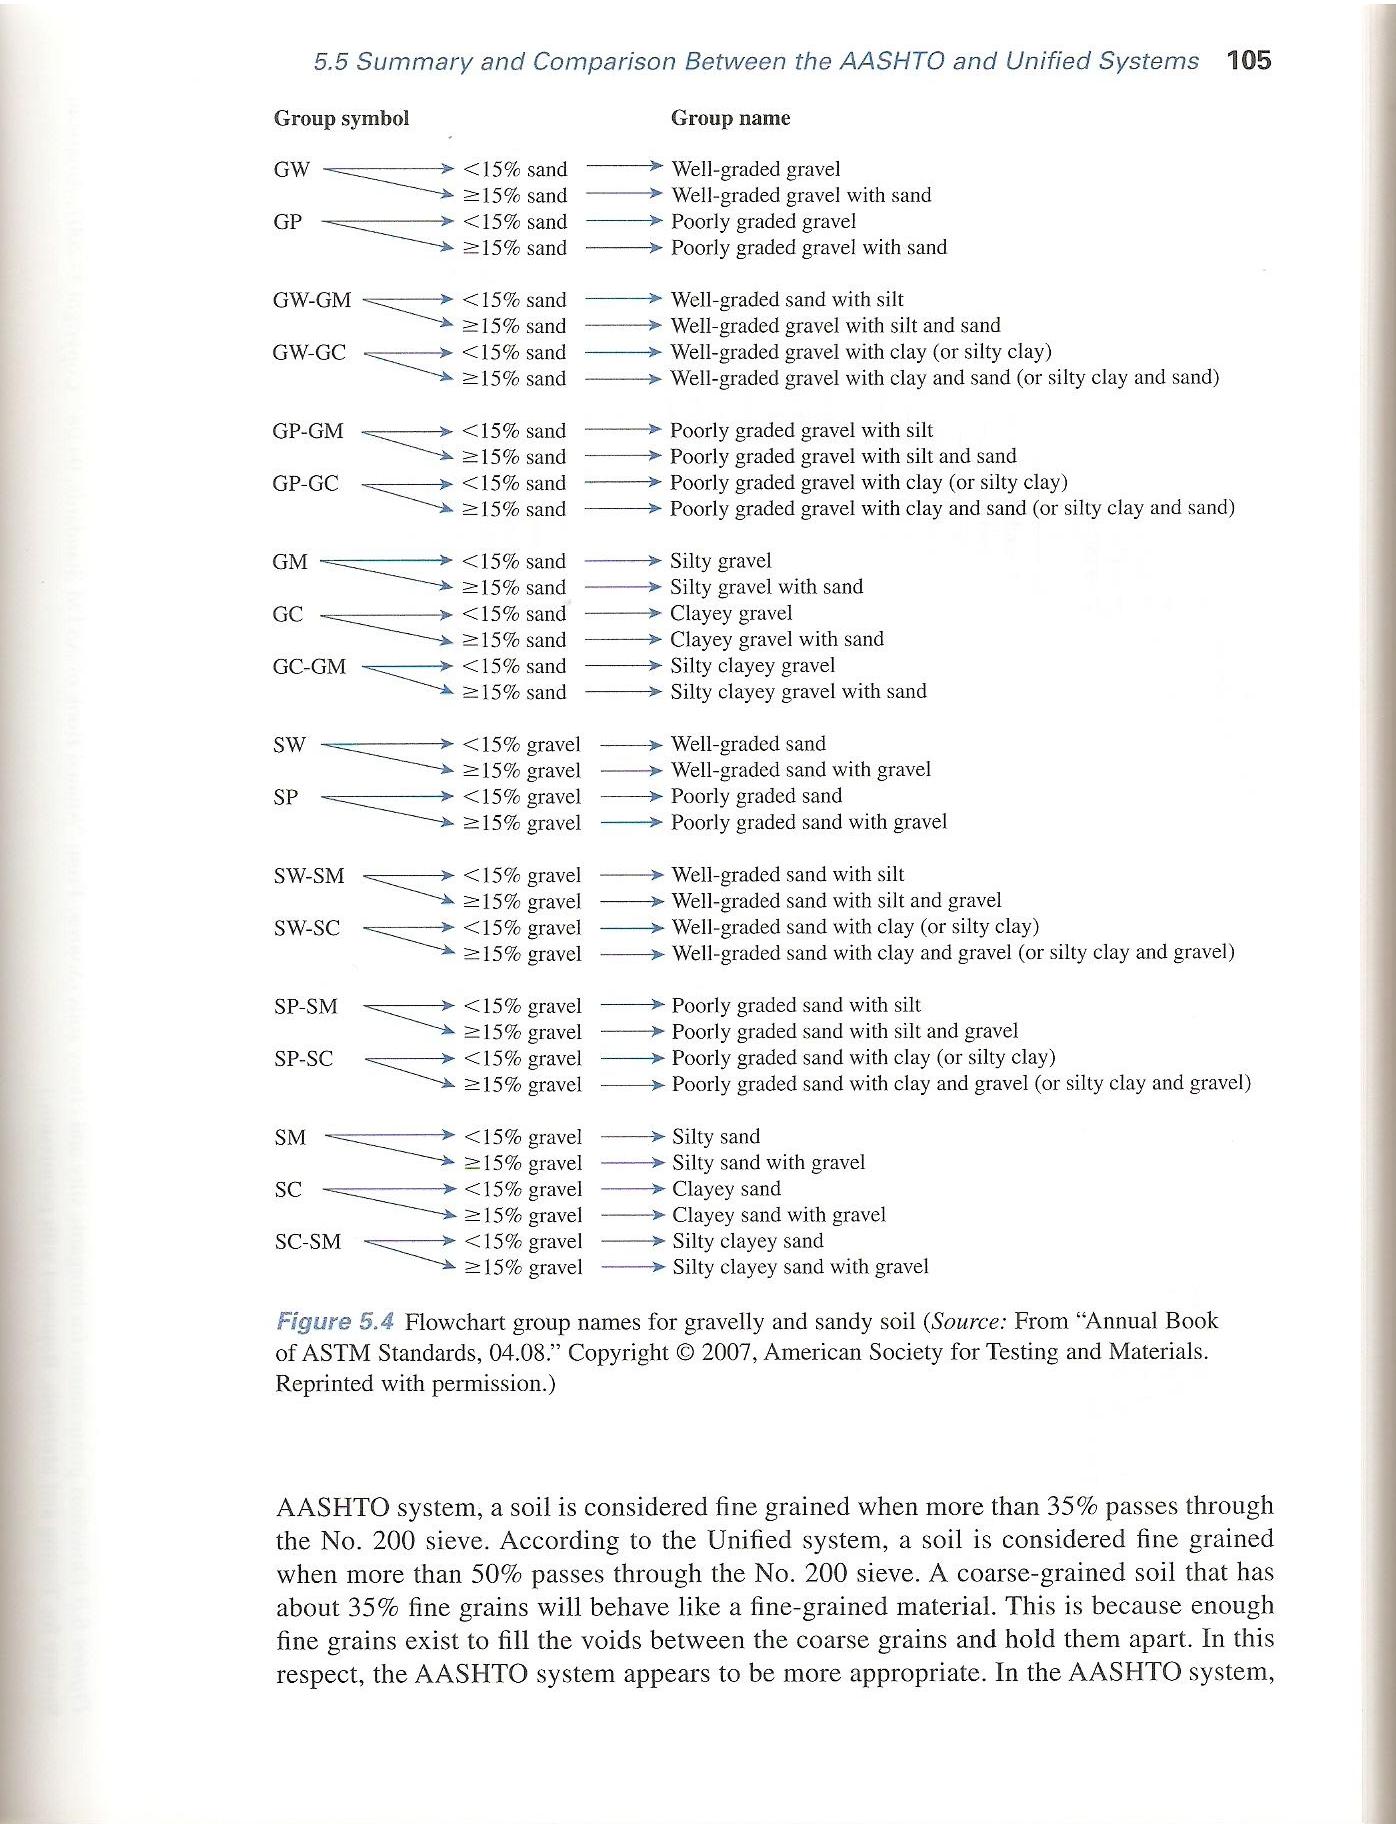 5.5 Summary and Comparison Between the AASHTO and Unified Systems 105
Group symbol Group name
GW <15% sand Well-graded gravel
≥15% sand Well-graded gravel with sand
GP <15% sand Poorly graded gravel
≥15% sand Poorly graded gravel with sand
GW-GM <15% sand Well-graded sand with silt
≥15% sand Well-graded gravel with silt and sand
GW-GC <15% sand Well-graded gravel with clay (or silty clay)
≥15% sand Well-graded gravel with clay and sand (or silty clay and sand)
GP-GM <15% sand Poorly graded gravel with silt
≥15% sand Poorly graded gravel with silt and sand
GP-GC <15% sand Poorly graded gravel with clay (or silty clay)
≥15% sand Poorly graded gravel with clay and sand (or silty clay and sand)
GM <15% sand Silty gravel
≥15% sand Silty gravel with sand
GC <15% sand Clayey gravel
≥15% sand Clayey gravel with sand
GC-GM <15% sand Silty clayey gravel
≥15% sand Silty clayey gravel with sand
SW <15% gravel Well-graded sand
≥15% gravel Well-graded sand with gravel
SP <15% gravel Poorly graded sand
≥15% gravel Poorly graded sand with gravel
SW-SM <15% gravel Well-graded sand with silt
≥15% gravel Well-graded sand with silt and gravel
SW-SC <15% gravel Well-graded sand with clay (or silty clay)
≥15% gravel Well-graded sand with clay and gravel (or silty clay and gravel)
SP-SM <15% gravel Poorly graded sand with silt
≥15% gravel Poorly graded sand with silt and gravel
SP-SC <15% gravel Poorly graded sand with clay (or silty clay)
≥15% gravel Poorly graded sand with clay and gravel (or silty clay and gravel)
SM <15% gravel Silty sand
≥15% gravel Silty sand with gravel
SC <15% gravel Clayey sand
≥15% gravel Clayey sand with gravel
SC-SM <15% gravel Silty clayey sand
≥15% gravel Silty clayey sand with gravel
Figure 5.4 Flowchart group names for gravelly and sandy soil (Source: From “Annual Book
of ASTM Standards, 04.08.” Copyright © 2007, American Society for Testing and Materials.
Reprinted with permission.)
AASHTO system, a soil is considered fine grained when more than 35% passes through
the No. 200 sieve. According to the Unified system, a soil is considered fine grained
when more than 50% passes through the No. 200 sieve. A coarse-grained soil that has
about 35% fine grains will behave like a fine-grained material. This is because enough
fine grains exist to fill the voids between the coarse grains and hold them apart. In this
respect, the AASHTO system appears to be more appropriate. In the AASHTO system,